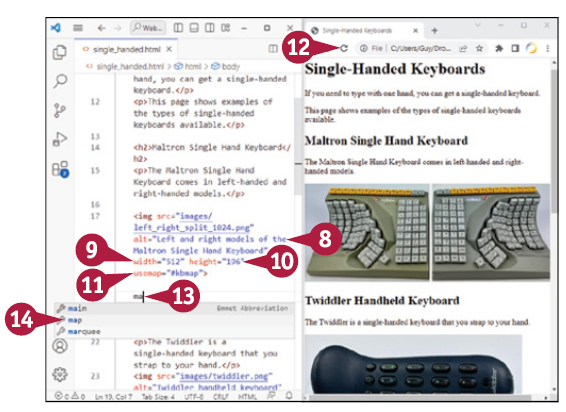 Web...
single_handed.html
single_handed.html > html > body
hand, you can get a single-handed
keyboard.</p>
12 <p>This page shows examples of
the types of single-handed
keyboards available.</p>
13
14 <h2>Maltron Single Hand Keyboard</
h2>
15 <p>The Maltron Single Hand
Keyboard comes in left-handed and
right-handed models.</p>
16
17 <img src="images/
left_right_split_1024.png"
alt="Left and right models of the
Maltron Single Hand Keyboard"
width="512" height="196"
usemap="#kbmap">
ma
main Emmet Abbreviation
map
marquee
22 <p>The Twiddler is a
single-handed keyboard that you
strap to your hand.</p>
23 <img src="images/twiddler.png"
alt="Twiddler handheld keyboard"
0 0 Ln 19, Col 7 Tab Size: 4 UTF-8 CRLF HTML
8
9
10
11
13
14
Single-Handed Keyboards
12
File | C:/Users/Guy/Dro...
Single-Handed Keyboards
If you need to type with one hand, you can get a single-handed keyboard.
This page shows examples of the types of single-handed keyboards
available.
Maltron Single Hand Keyboard
The Maltron Single Hand Keyboard comes in left-handed and right-
handed models.
Twiddler Handheld Keyboard
The Twiddler is a single-handed keyboard that you strap to your hand.